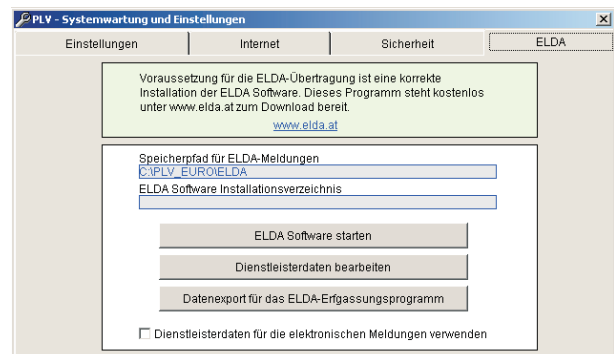 PLV - Systemwartung und Einstellungen
Einstellungen Internet Sicherheit ELDA
Voraussetzung für die ELDA-Übertragung ist eine korrekte
Installation der ELDA Software. Dieses Programm steht kostenlos
unter www.elda.at zum Download bereit.
www.elda.at
Speicherpfad für ELDA-Meldungen
C:\PLV_EURO\ELDA
ELDA Software Installationsverzeichnis
ELDA Software starten
Dienstleisterdaten bearbeiten
Datenexport für das ELDA-Erfgassungsprogramm
Dienstleisterdaten für die elektronischen Meldungen verwenden